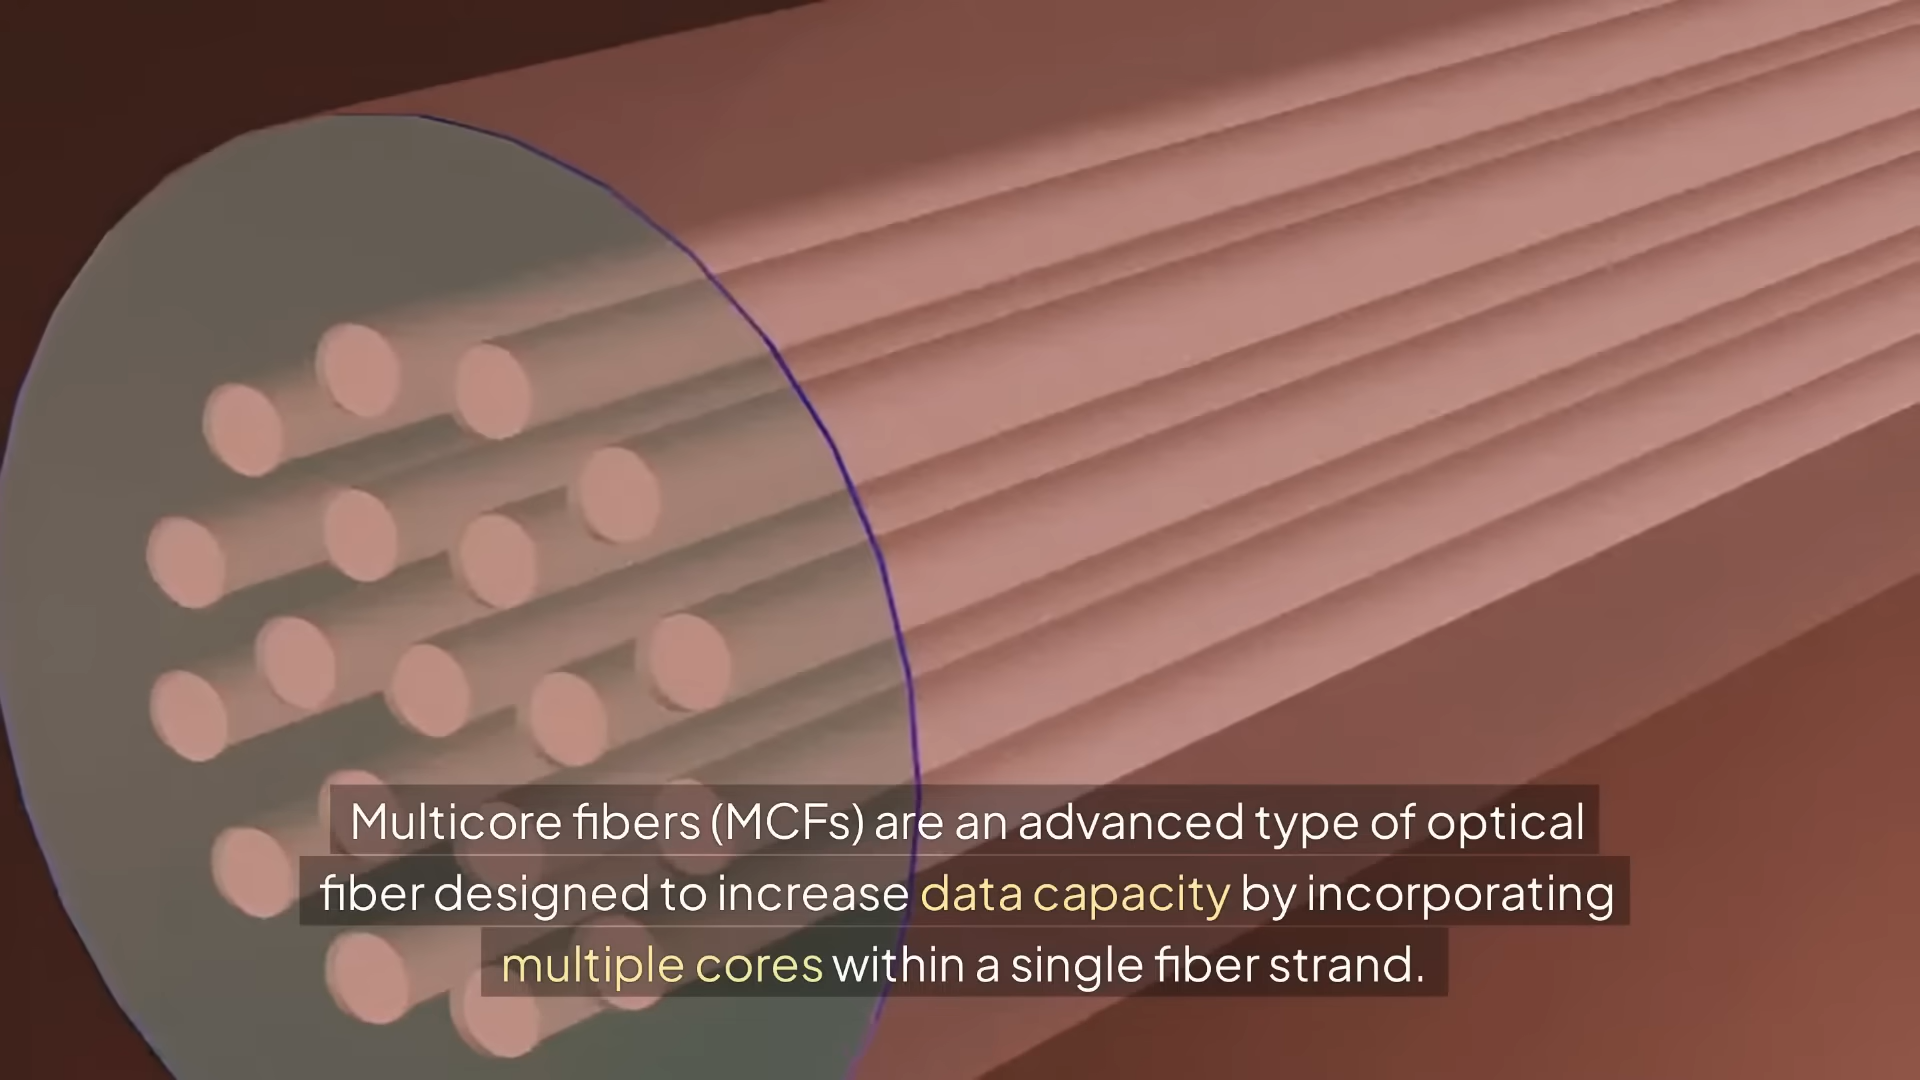 Multicore fibers (MCFs) are an advanced type of optical
fiber designed to increase data capacity by incorporating
multiple cores within a single fiber strand.